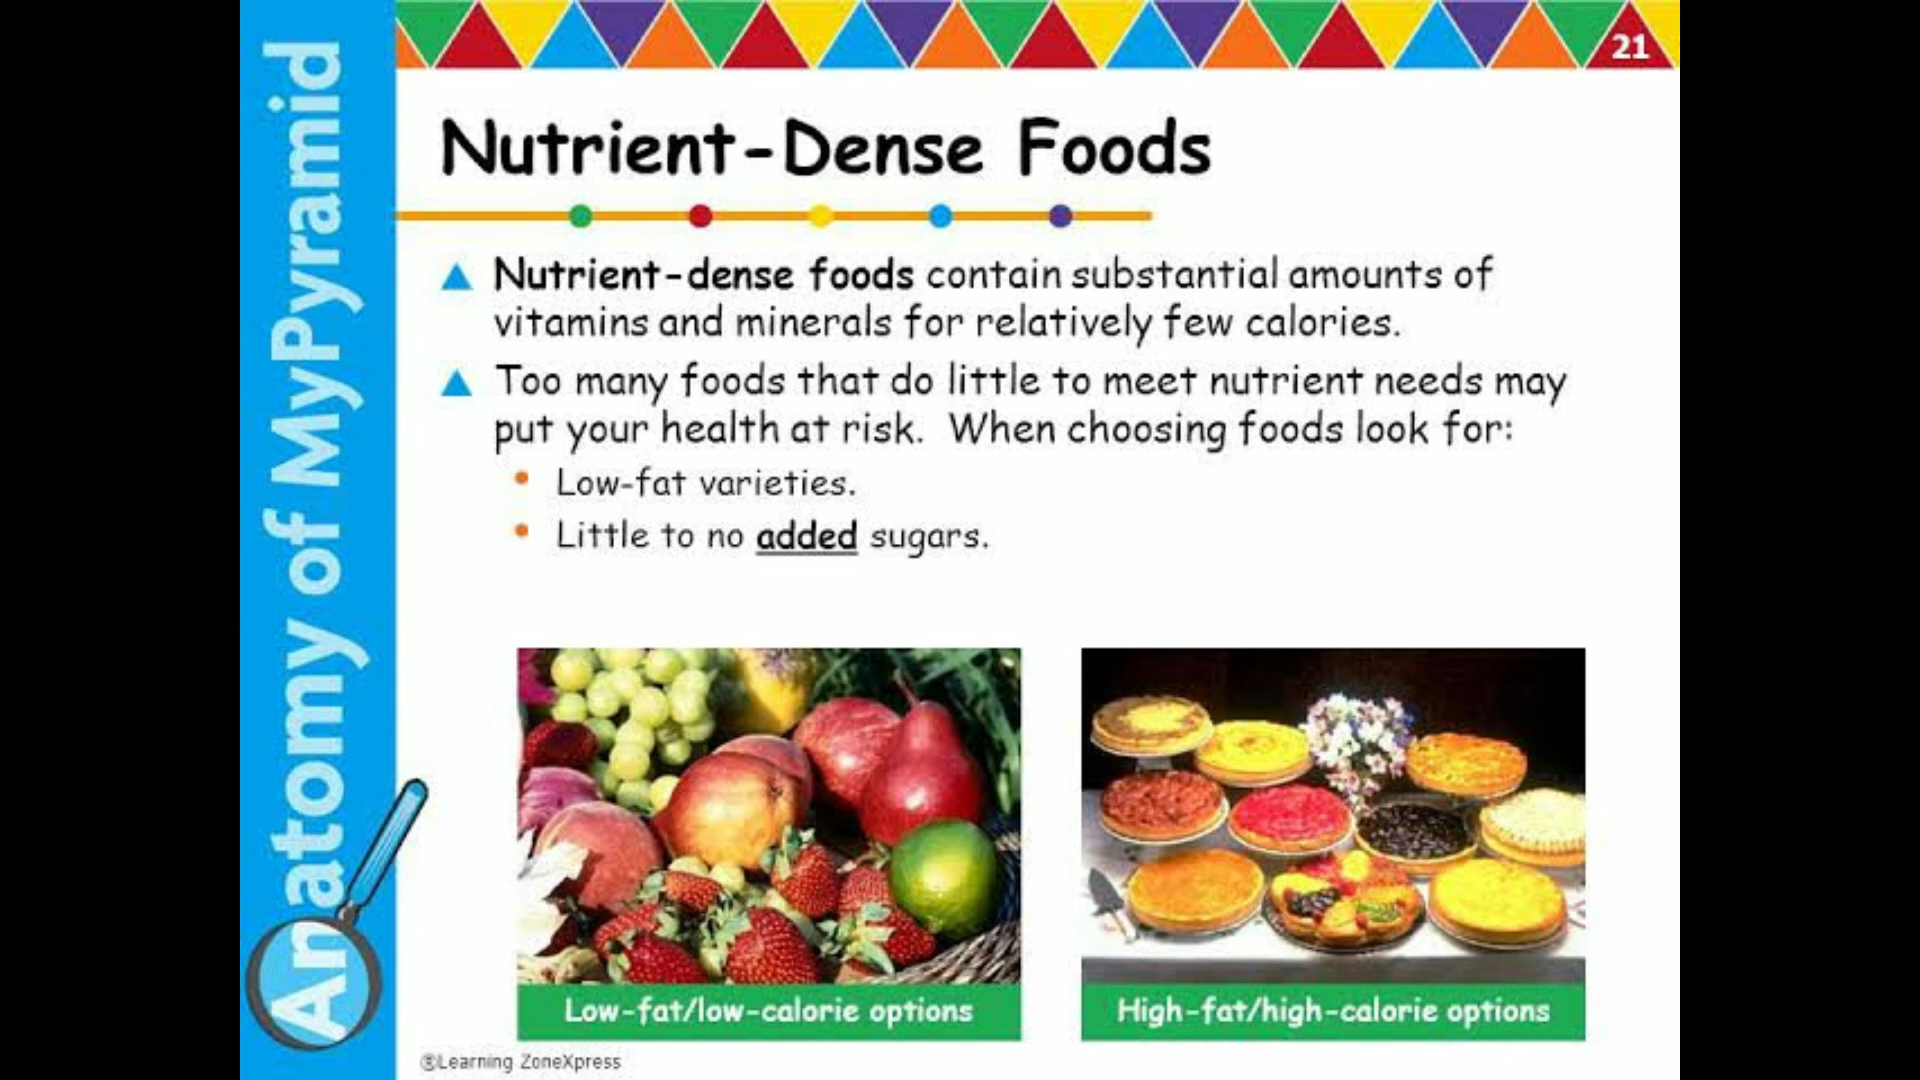 21
Anatomy of MyPyramid
Nutrient-Dense Foods
Nutrient-dense foods contain substantial amounts of
vitamins and minerals for relatively few calories.
Too many foods that do little to meet nutrient needs may
put your health at risk. When choosing foods look for:
Low-fat varieties.
Little to no added sugars.
Low-fat/low-calorie options
High-fat/high-calorie options
®Learning ZoneXpress